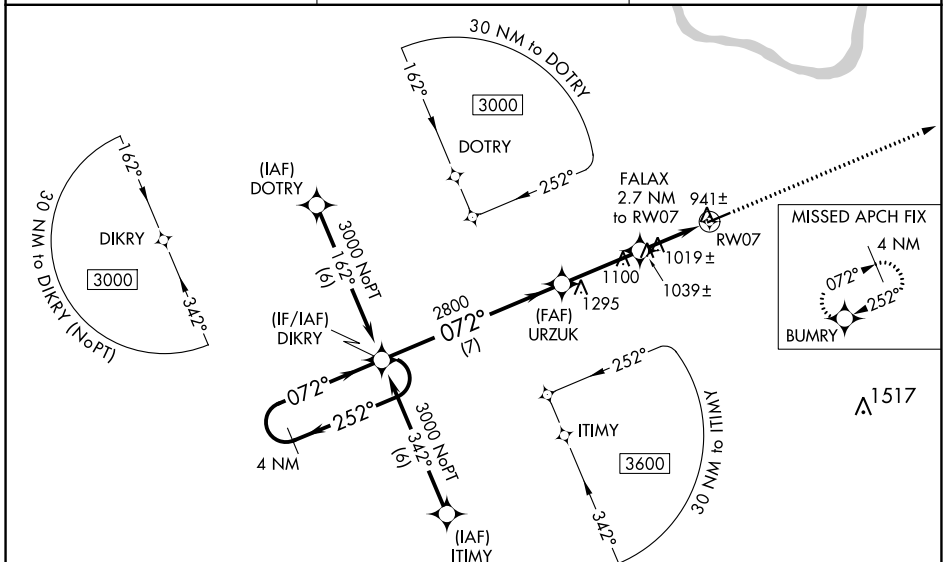 30 NM to DOTRY
162°
3000
DOTRY
252°
162°
30 NM to DIKRY (NoPT)
DIKRY
3000
342°
(IAF)
DOTRY
3000 NoPT
162°
(6)
FALAX
2.7 NM
to RW07
941±
RW07
1019±
1100
1039±
1295
MISSED APCH FIX
4 NM
072°
252°
BUMRY
(IF/IAF)
DIKRY
2800
072°
(7)
(FAF)
URZUK
072°
252°
4 NM
3000 NoPT
342°
(6)
(IAF)
ITIMY
252°
ITIMY
3600
342°
30 NM to ITIMY
1517